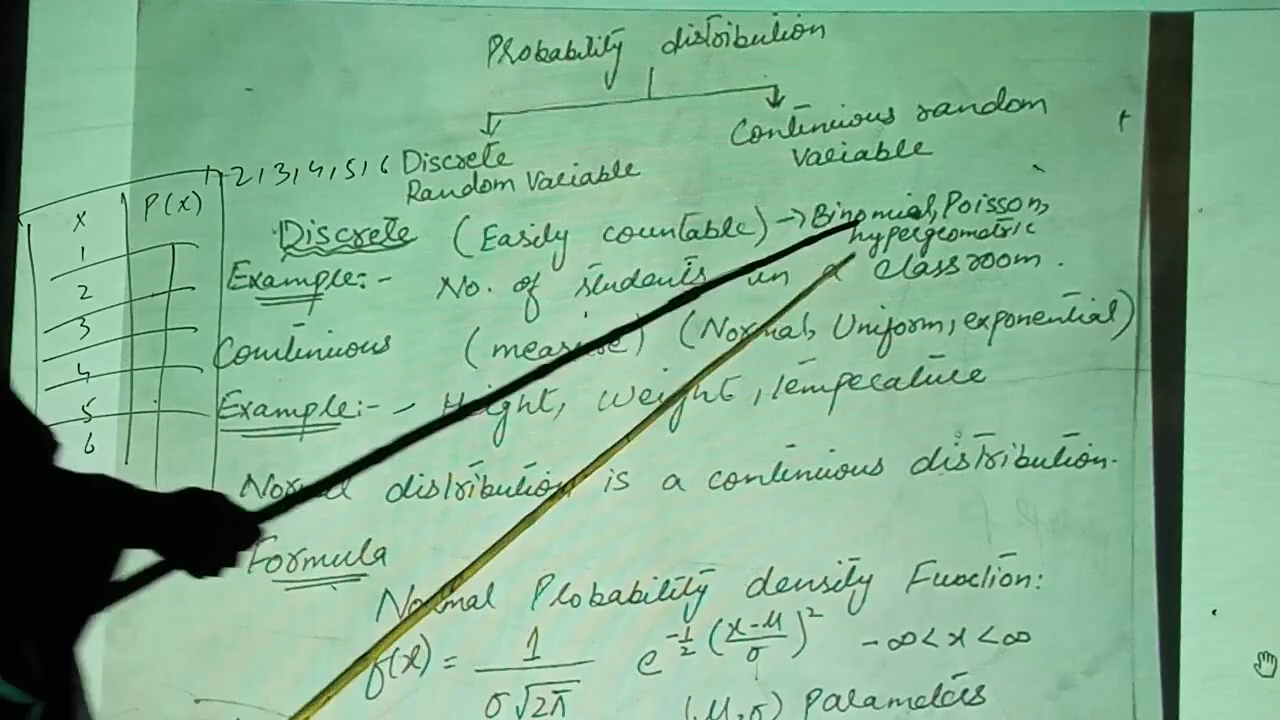 Probability distribution
Discrete
Random Variable
Continuous random
Variable
1,2,3,4,5,6
X P(x)
1
2
3
4
5
6
Discrete (Easily countable) → Binomial, Poisson,
hypergeometric
Example:- No. of students in a classroom.
Continuous (measure) (Normal, Uniform, exponential)
Example:- - Height, Weight, Temperature
Normal distribution is a continuous distribution.
Formula
Normal Probability density Function:
f(x) = 1/(σ√2π) e^(-1/2 ((x-μ)/σ)^2) -∞<x<∞
(μ,σ) Parameters